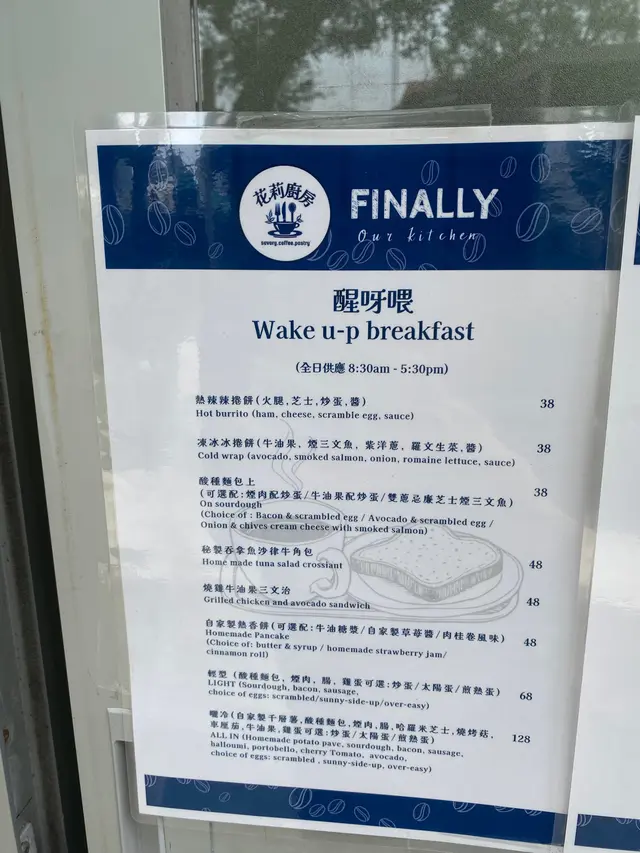 花莉廚房
savory.coffee.pastry
FINALLY
Our kitchen
醒呀喂
Wake u-p breakfast
(全日供應 8:30am - 5:30pm)
熱辣辣捲餅(火腿,芝士,炒蛋,醬) 38
Hot burrito (ham, cheese, scramble egg, sauce)
凍冰冰捲餅(牛油果, 煙三文魚, 紫洋蔥, 羅文生菜,醬) 38
Cold wrap (avocado, smoked salmon, onion, romaine lettuce, sauce)
酸種麵包上 38
(可選配:煙肉配炒蛋/牛油果配炒蛋/雙蔥忌廉芝士煙三文魚)
On sourdough
(Choice of : Bacon & scrambled egg / Avocado & scrambled egg /
Onion & chives cream cheese with smoked salmon)
秘製吞拿魚沙律牛角包 48
Home made tuna salad crossiant
燒雞牛油果三文治 48
Grilled chicken and avocado sandwich
自家製熱香餅(可選配:牛油糖漿/自家製草莓醬/肉桂卷風味) 48
Homemade Pancake
(Choice of: butter & syrup / homemade strawberry jam/
cinnamon roll)
輕型 (酸種麵包, 煙肉, 腸, 雞蛋可選:炒蛋/太陽蛋/煎熟蛋) 68
LIGHT (Sourdough, bacon, sausage,
choice of eggs: scrambled/sunny-side-up/over-easy)
冷(自家製千層薯,酸種麵包,煙肉,腸,哈羅米芝士,燒烤菇, 128
車厘茄,牛油果,雞蛋可選:炒蛋/太陽蛋/煎熟蛋)
ALL IN (Homemade potato pave, sourdough, bacon, sausage,
halloumi, portobello, cherry Tomato, avocado,
choice of eggs: scrambled , sunny-side-up, over-easy)